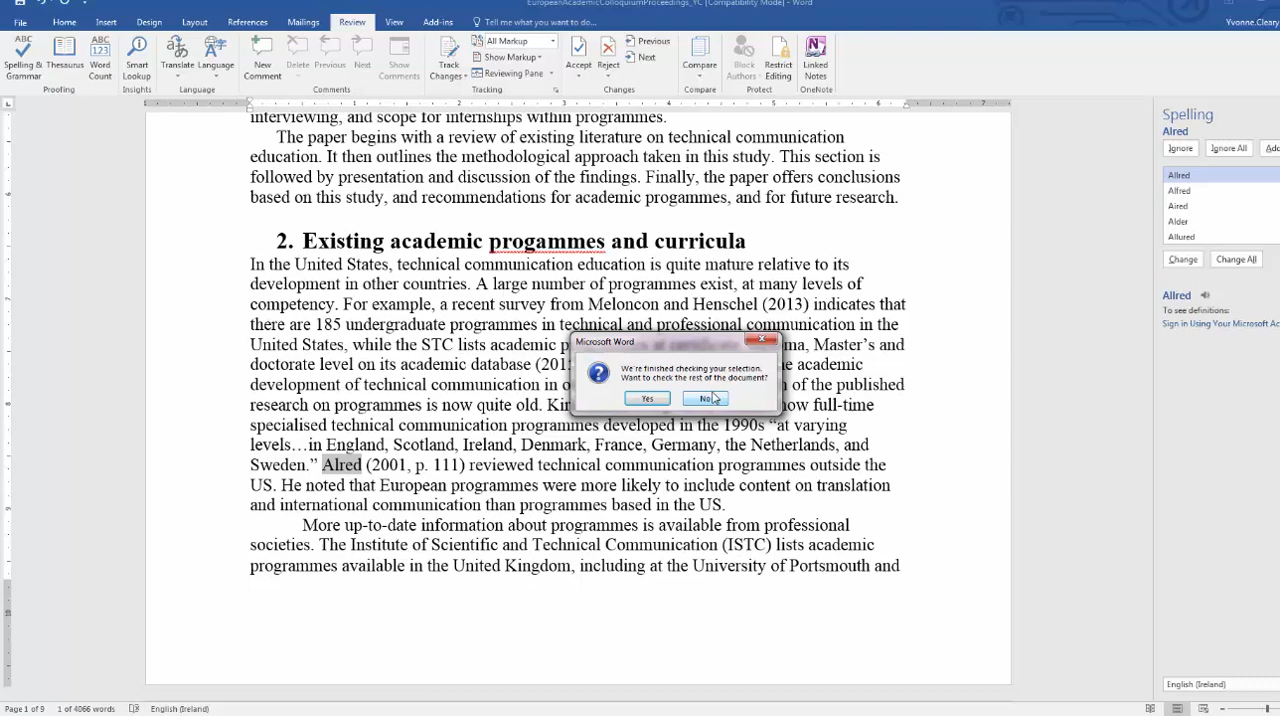 EuropeanAcademicColloquiumProceedings_YC [Compatibility Mode] - Word
Home Insert Design Layout References Mailings Review View Add-ins Tell me what you want to do... Yvonne.Cleary
Spelling & Grammar
Thesaurus
Word Count
Smart Lookup
Translate
Language
New Comment
Delete
Previous
Next
Show Comments
Track Changes
All Markup
Show Markup
Reviewing Pane
Accept
Reject
Previous
Next
Compare
Block Authors
Restrict Editing
Linked Notes
Proofing Insights Language Comments Tracking Changes Compare Protect OneNote
interviewing, and scope for internships within programmes.
The paper begins with a review of existing literature on technical communication
education. It then outlines the methodological approach taken in this study. This section is
followed by presentation and discussion of the findings. Finally, the paper offers conclusions
based on this study, and recommendations for academic progammes, and for future research.
2. Existing academic progammes and curricula
In the United States, technical communication education is quite mature relative to its
development in other countries. A large number of programmes exist, at many levels of
competency. For example, a recent survey from Meloncon and Henschel (2013) indicates that
there are 185 undergraduate programmes in technical and professional communication in the
United States, while the STC lists academic Master's and
doctorate level on its academic database (201 academic
development of technical communication in of the published
research on programmes is now quite old. how full-time
specialised technical communication programmes developed in the 1990s “at varying
levels…in England, Scotland, Ireland, Denmark, France, Germany, the Netherlands, and
Sweden.” Alred (2001, p. 111) reviewed technical communication programmes outside the
US. He noted that European programmes were more likely to include content on translation
and international communication than programmes based in the US.
More up-to-date information about programmes is available from professional
societies. The Institute of Scientific and Technical Communication (ISTC) lists academic
programmes available in the United Kingdom, including at the University of Portsmouth and
Microsoft Word
We're finished checking your selection.
Want to check the rest of the document?
Yes No
Spelling
Alred
Ignore Ignore All
Allred
Alfred
Aired
Alder
Allured
Change Change All
Allred
To see definitions:
Sign in Using your Microsoft Ac
English (Ireland)
Page 1 of 9 1 of 4066 words English (Ireland)